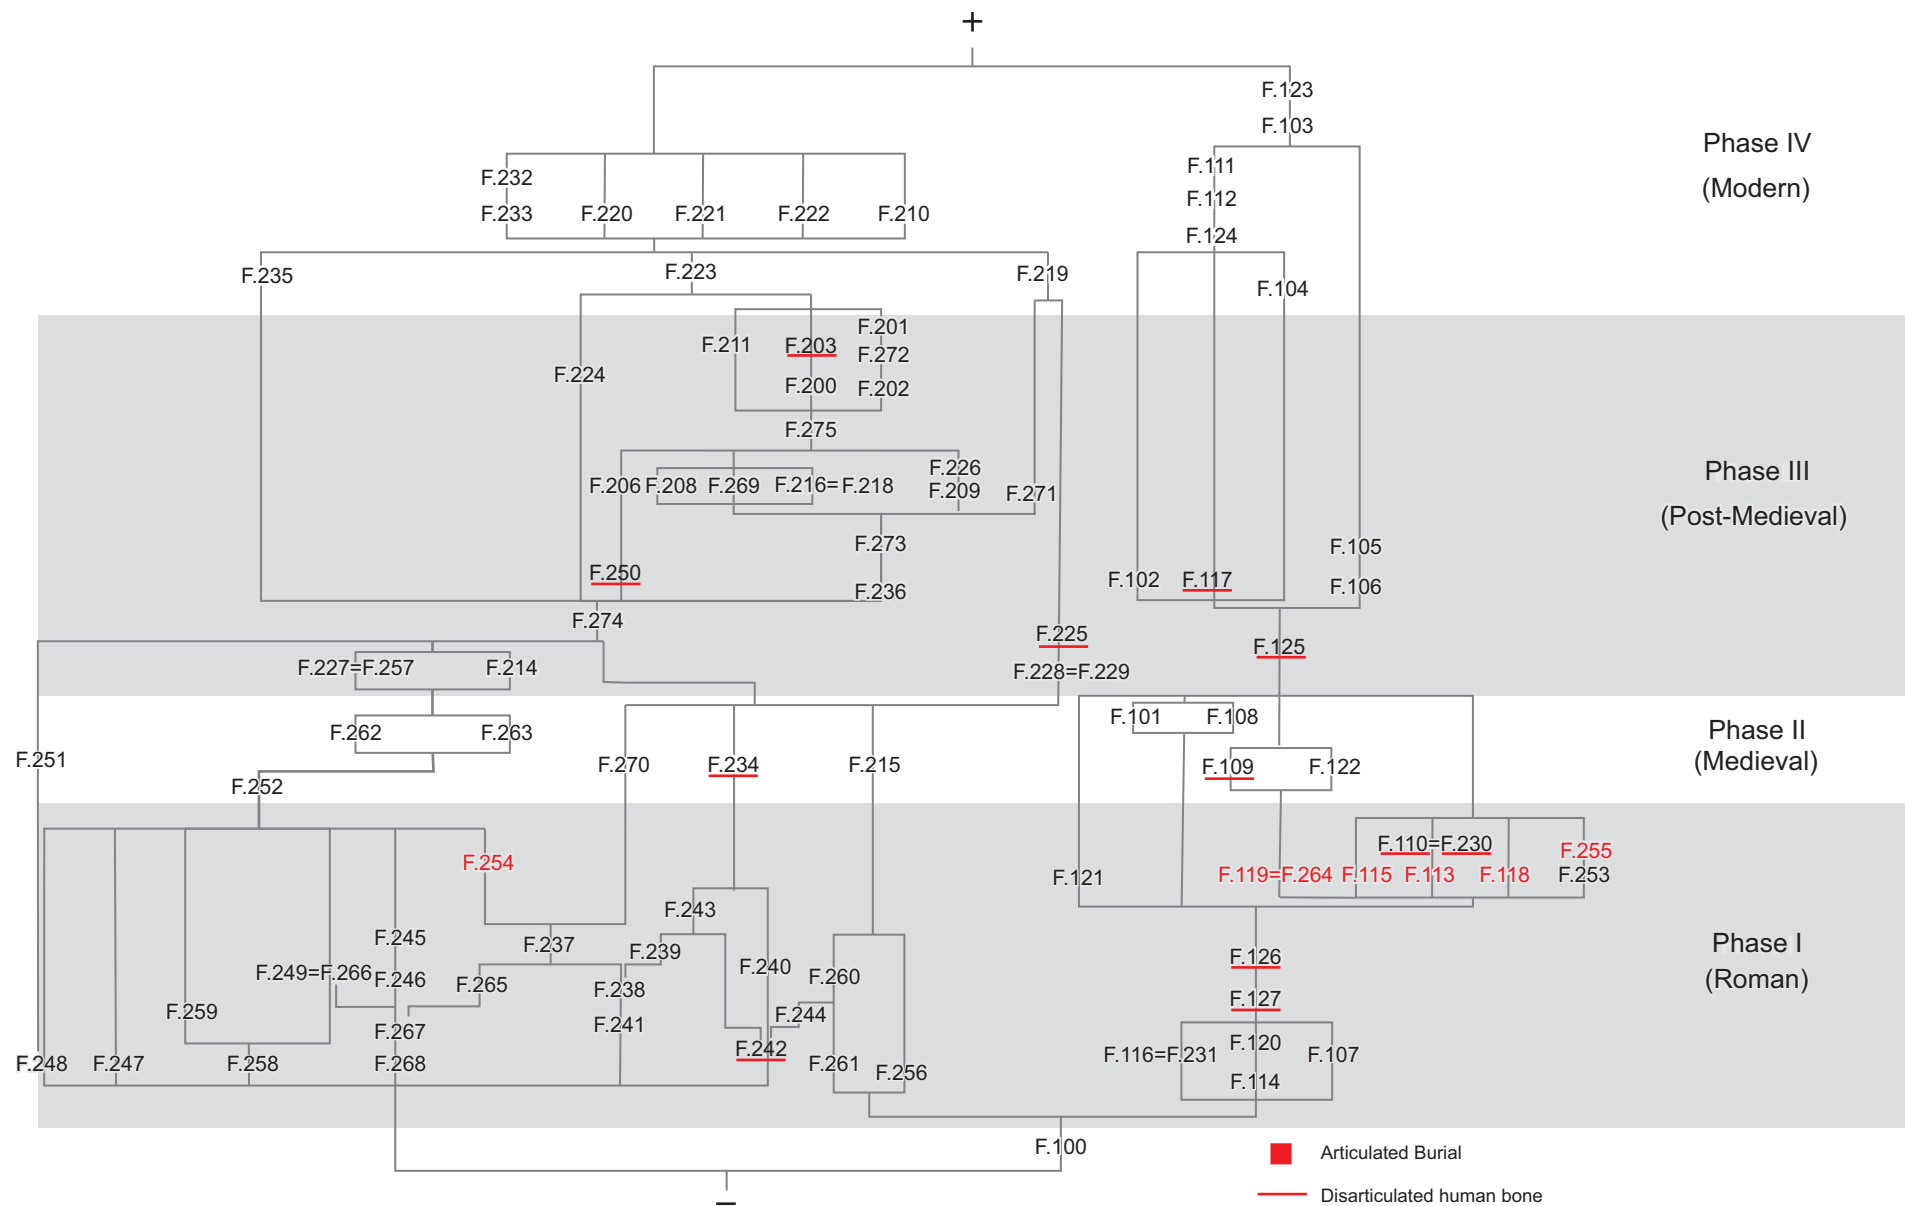 +
F.123
F.103
Phase IV
(Modern)
F.111
F.232
F.112
F.233 F.220 F.221 F.222 F.210
F.124
F.235 F.223 F.219
F.104
F.201
F.211 F.203 F.272
F.224 F.200 F.202
F.275
F.226
F.206 F.208 F.269 F.216=F.218 F.209 F.271
Phase III
(Post-Medieval)
F.273 F.105
F.250 F.236 F.102 F.117 F.106
F.274
F.225 F.125
F.227=F.257 F.214 F.228=F.229
F.262 F.263 F.101 F.108
Phase II
(Medieval)
F.251 F.270 F.234 F.215 F.109 F.122
F.252
F.110=F.230 F.255
F.254 F.121 F.119=F.264 F.115 F.113 F.118 F.253
F.243
F.245 F.237 F.239
Phase I
(Roman)
F.249=F.266 F.246 F.265 F.238 F.240 F.260 F.126
F.259 F.244 F.127
F.267 F.241
F.242 F.116=F.231 F.120 F.107
F.248 F.247 F.258 F.268 F.261 F.256 F.114
F.100
Articulated Burial
Disarticulated human bone
–